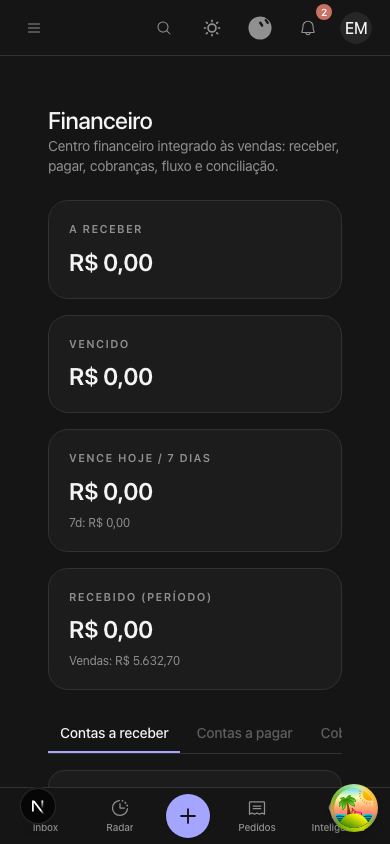 2
EM
Financeiro
Centro financeiro integrado às vendas: receber,
pagar, cobranças, fluxo e conciliação.
A RECEBER
R$ 0,00
VENCIDO
R$ 0,00
VENCE HOJE / 7 DIAS
R$ 0,00
7d: R$ 0,00
RECEBIDO (PERÍODO)
R$ 0,00
Vendas: R$ 5.632,70
Contas a receber Contas a pagar
N
Inbox Radar Pedidos